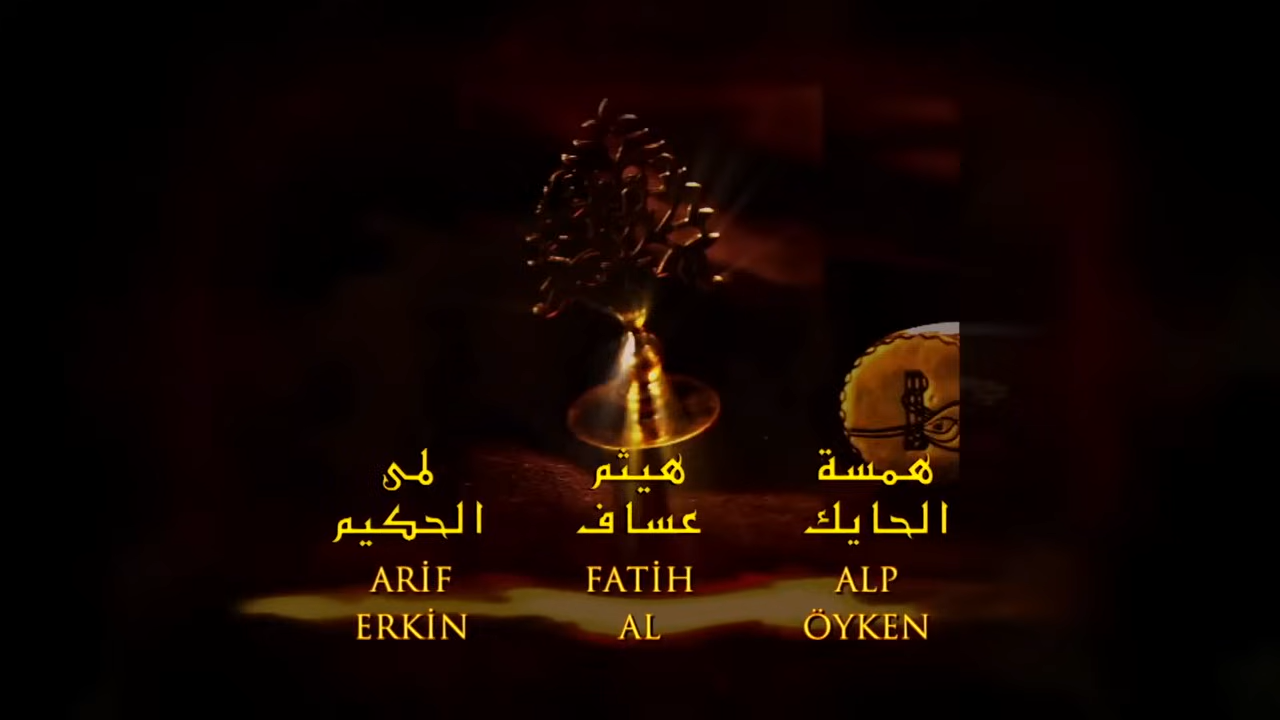 همسة
الحايك
هيثم
عساف
لمى
الحكيم
ARİF
ERKİN
FATİH
AL
ALP
ÖYKEN